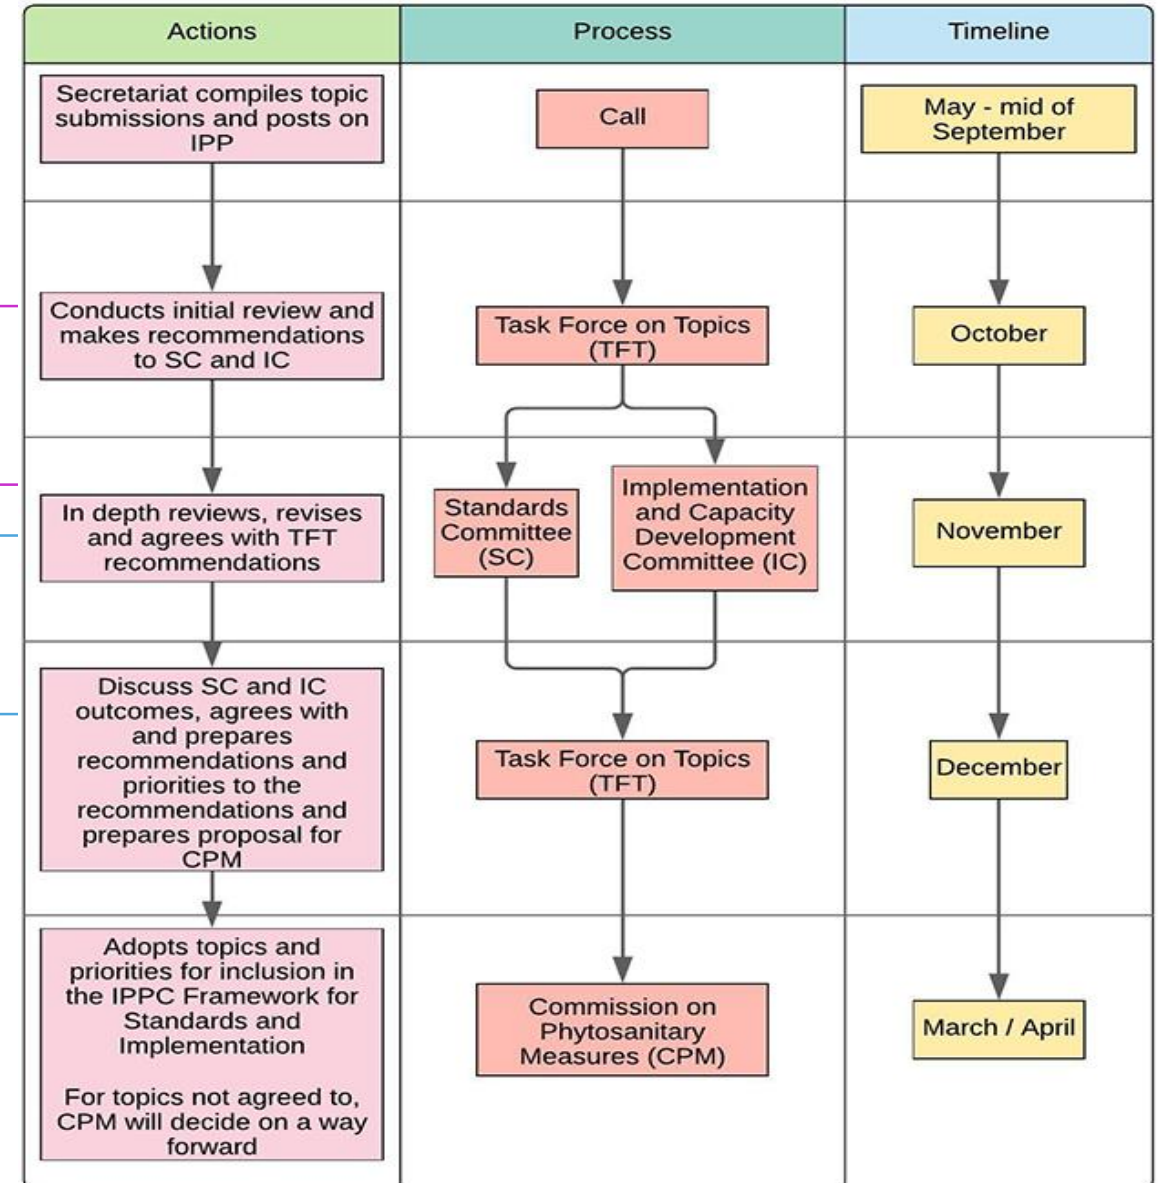 Actions
Process
Timeline
Secretariat compiles topic
submissions and posts on
IPP
Call
May - mid of
September
Conducts initial review and
makes recommendations
to SC and IC
Task Force on Topics
(TFT)
October
In depth reviews, revises
and agrees with TFT
recommendations
Standards
Committee
(SC)
Implementation
and Capacity
Development
Committee (IC)
November
Discuss SC and IC
outcomes, agrees with
and prepares
recommendations and
priorities to the
recommendations and
prepares proposal for
CPM
Task Force on Topics
(TFT)
December
Adopts topics and
priorities for inclusion in
the IPPC Framework for
Standards and
Implementation
For topics not agreed to,
CPM will decide on a way
forward
Commission on
Phytosanitary
Measures (CPM)
March / April